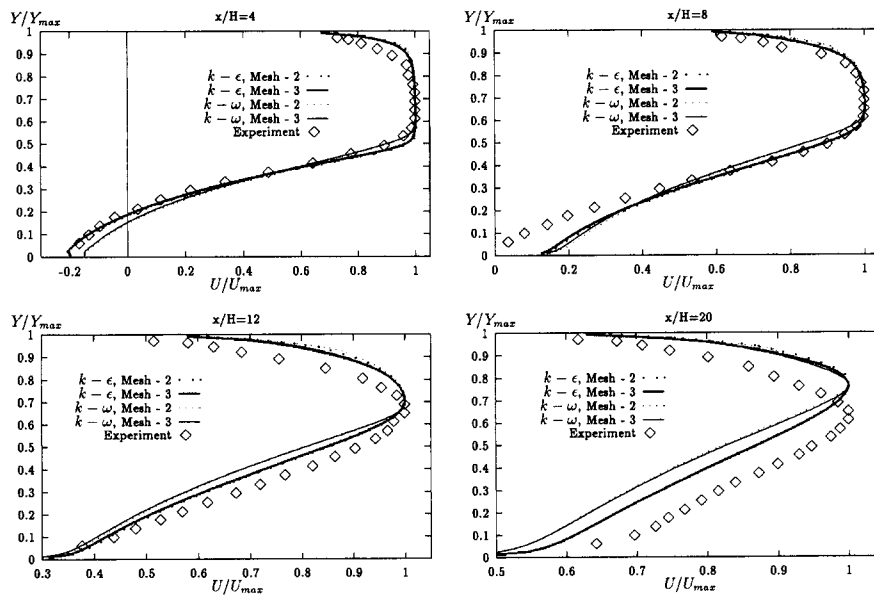 Y/Y_max x/H=4
1
0.9
0.8
0.7
0.6
0.5
0.4
0.3
0.2
0.1
0
k − ϵ, Mesh - 2
k − ϵ, Mesh - 3
k − ω, Mesh - 2
k − ω, Mesh - 3
Experiment
-0.2 0 0.2 0.4 0.6 0.8 1
U/U_max
Y/Y_max x/H=8
1
0.9
0.8
0.7
0.6
0.5
0.4
0.3
0.2
0.1
0
k − ϵ, Mesh - 2
k − ϵ, Mesh - 3
k − ω, Mesh - 2
k − ω, Mesh - 3
Experiment
0 0.2 0.4 0.6 0.8 1
U/U_max
Y/Y_max x/H=12
1
0.9
0.8
0.7
0.6
0.5
0.4
0.3
0.2
0.1
0
k − ϵ, Mesh - 2
k − ϵ, Mesh - 3
k − ω, Mesh - 2
k − ω, Mesh - 3
Experiment
0.3 0.4 0.5 0.6 0.7 0.8 0.9 1
U/U_max
Y/Y_max x/H=20
1
0.9
0.8
0.7
0.6
0.5
0.4
0.3
0.2
0.1
0
k − ϵ, Mesh - 2
k − ϵ, Mesh - 3
k − ω, Mesh - 2
k − ω, Mesh - 3
Experiment
0.5 0.6 0.7 0.8 0.9 1
U/U_max